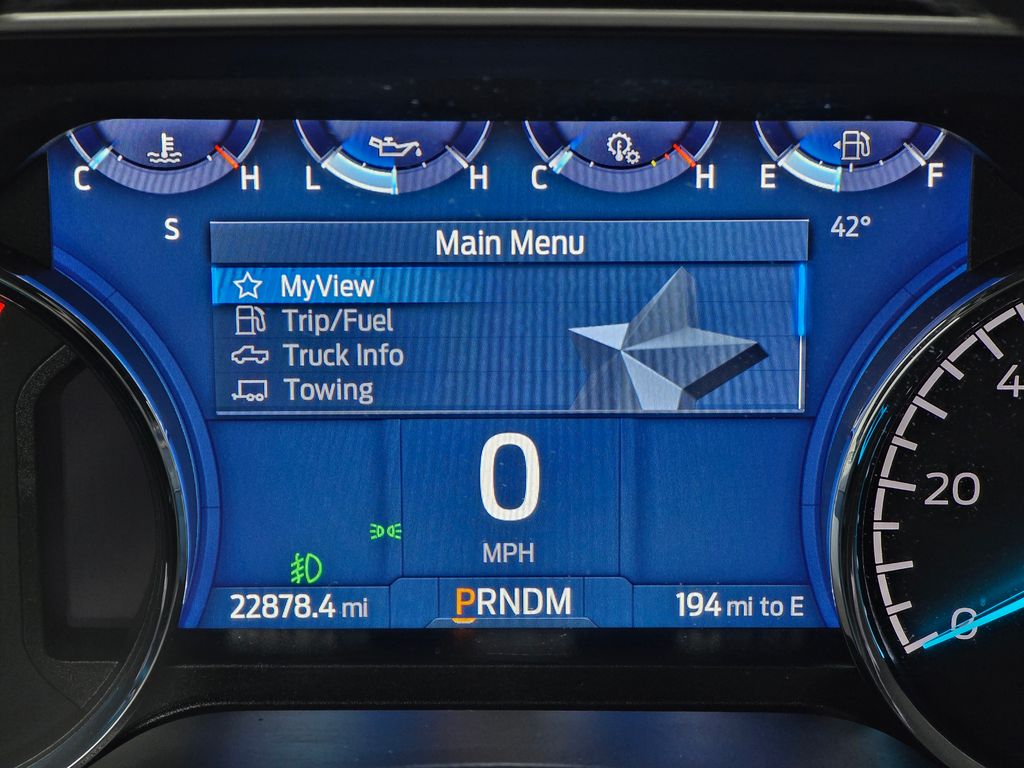 C H L H C H E F
S 42°
Main Menu
MyView
Trip/Fuel
Truck Info
Towing
0
MPH
22878.4 mi PRNDM 194 mi to E
20
0